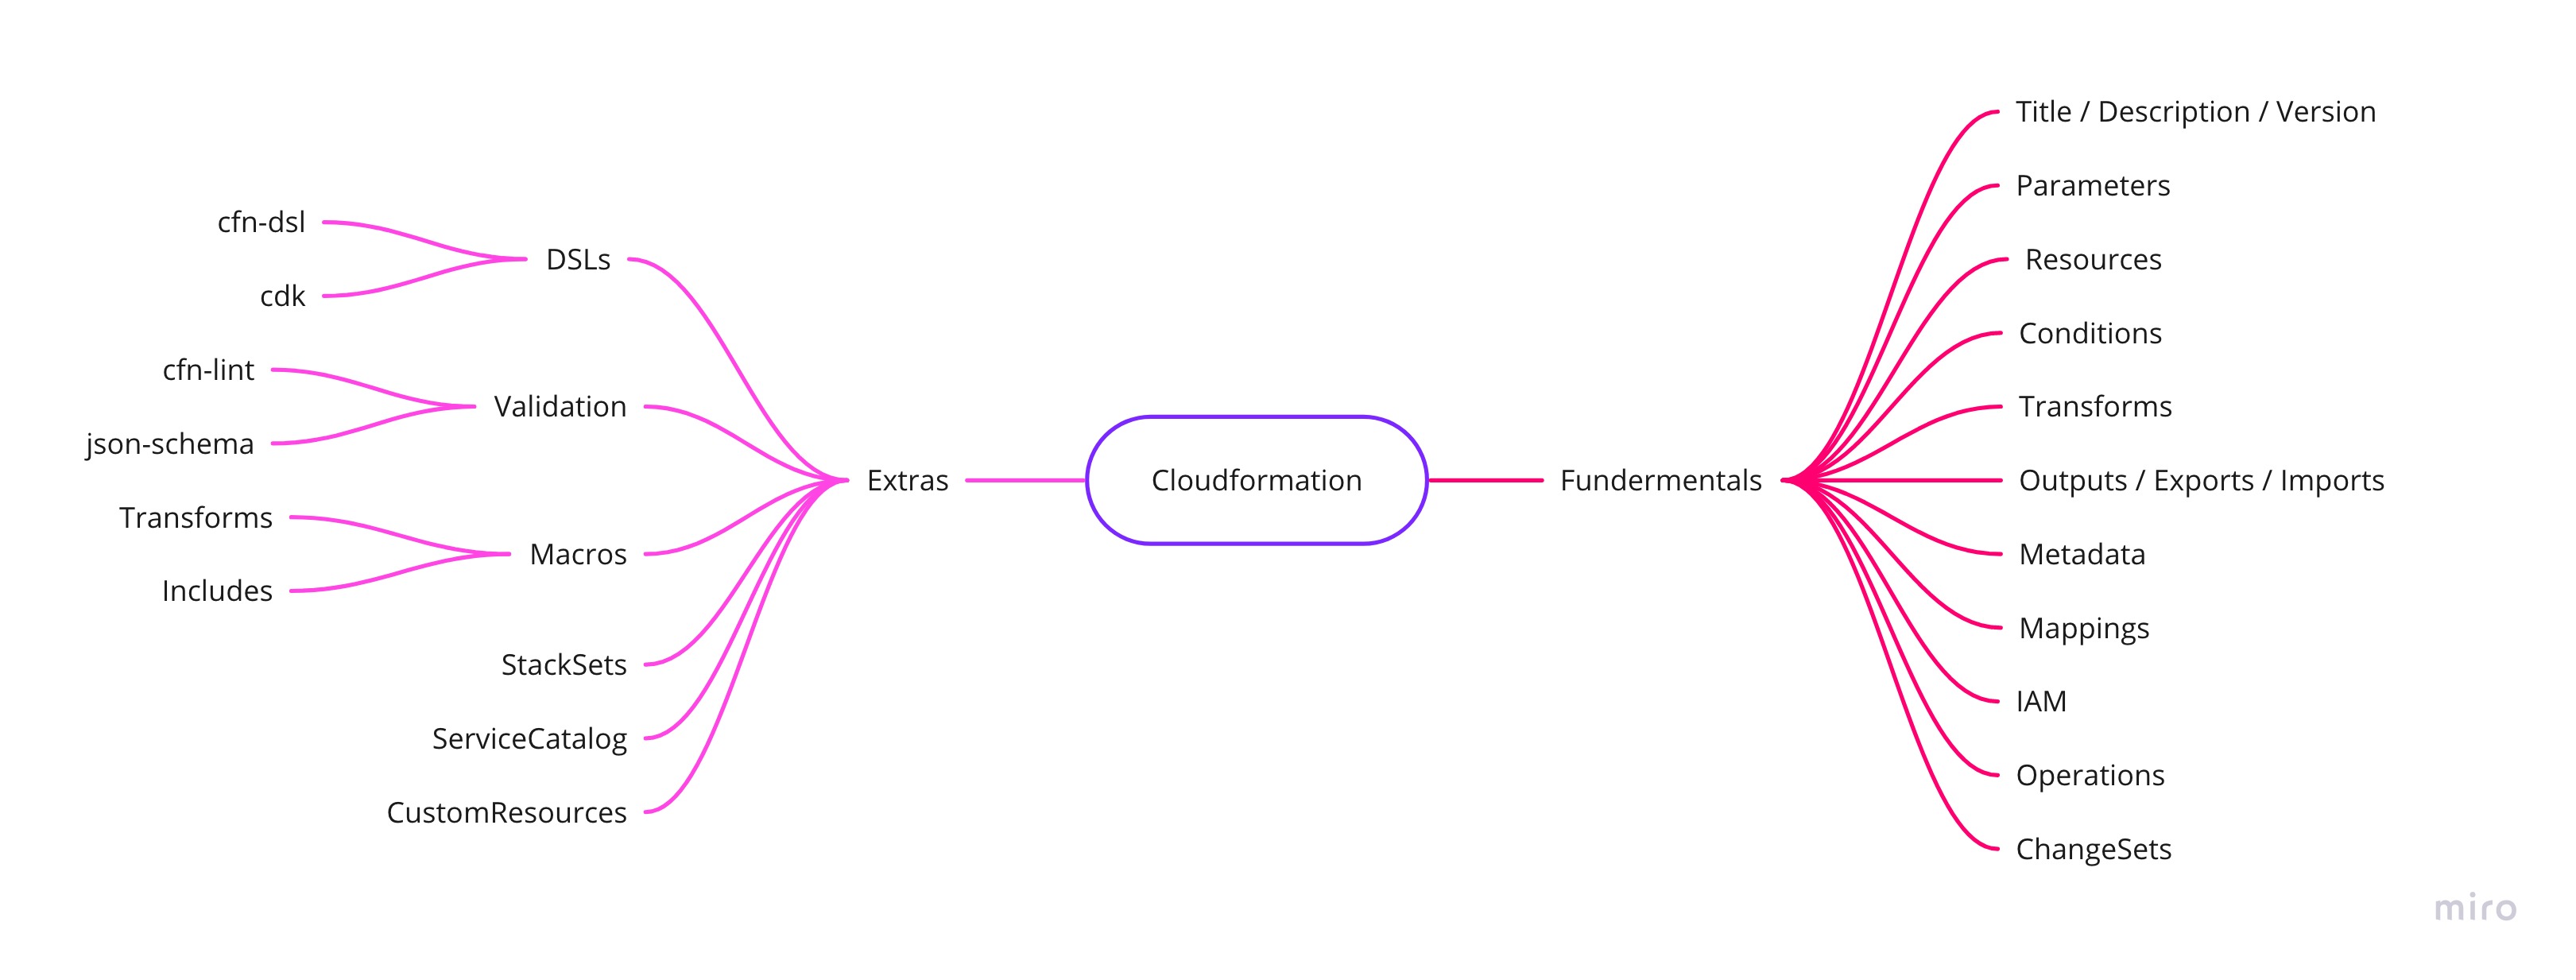 Title / Description / Version
Parameters
cfn-dsl
DSLs
Resources
cdk
Conditions
cfn-lint
Validation
Transforms
json-schema
Extras
Cloudformation
Fundermentals
Outputs / Exports / Imports
Transforms
Macros
Metadata
Includes
Mappings
StackSets
IAM
ServiceCatalog
Operations
CustomResources
ChangeSets
miro